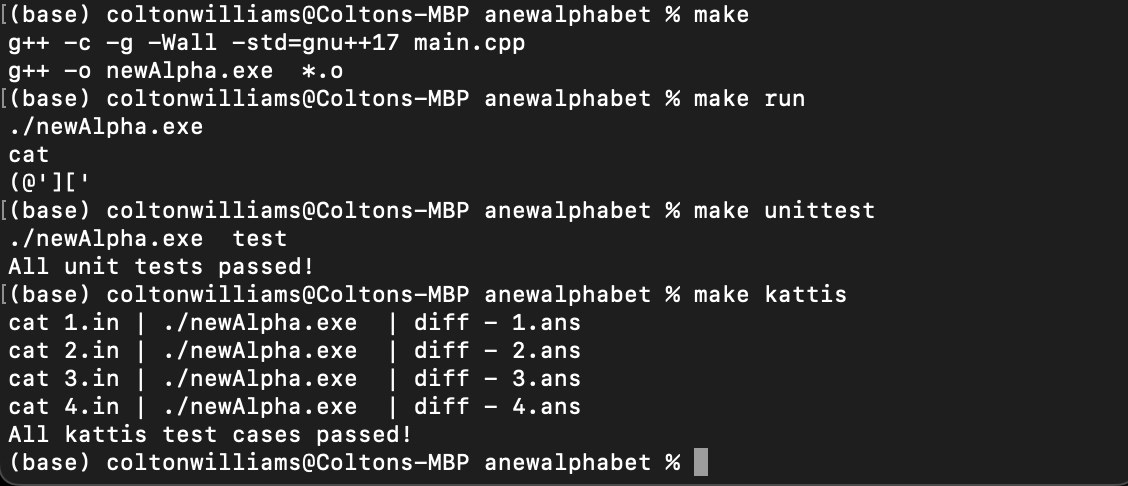 [(base) coltonwilliams@Coltons-MBP anewalphabet % make
g++ -c -g -Wall -std=gnu++17 main.cpp
g++ -o newAlpha.exe  *.o
[(base) coltonwilliams@Coltons-MBP anewalphabet % make run
./newAlpha.exe
cat
(@']['
[(base) coltonwilliams@Coltons-MBP anewalphabet % make unittest
./newAlpha.exe  test
All unit tests passed!
[(base) coltonwilliams@Coltons-MBP anewalphabet % make kattis
cat 1.in | ./newAlpha.exe  | diff - 1.ans
cat 2.in | ./newAlpha.exe  | diff - 2.ans
cat 3.in | ./newAlpha.exe  | diff - 3.ans
cat 4.in | ./newAlpha.exe  | diff - 4.ans
All kattis test cases passed!
(base) coltonwilliams@Coltons-MBP anewalphabet %